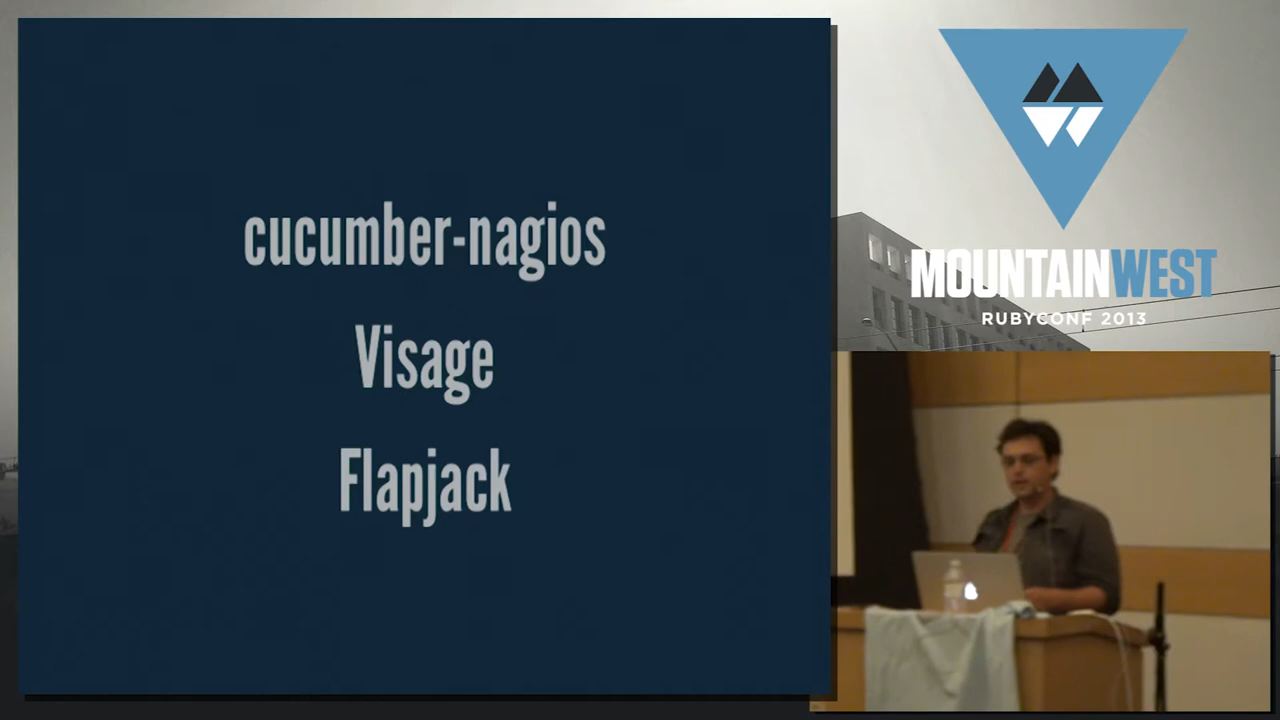 cucumber-nagios
Visage
Flapjack
MOUNTAINWEST
RUBYCONF 2013